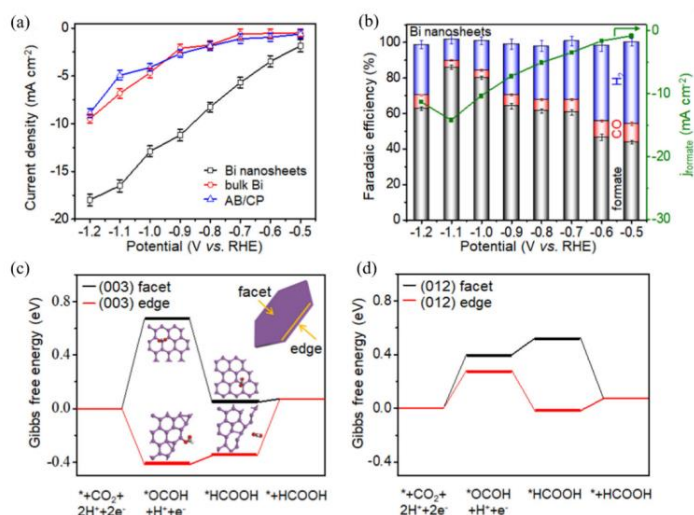 (a)
Current density (mA cm⁻²)
0
-5
-10
-15
-20
Bi nanosheets
bulk Bi
AB/CP
-1.2 -1.1 -1.0 -0.9 -0.8 -0.7 -0.6 -0.5
Potential (V vs. RHE)
(b)
Faradaic efficiency (%)
100
80
60
40
20
0
Bi nanosheets
H₂
CO
formate
0
-10
-20
-30
j formate (mA cm⁻²)
-1.2 -1.1 -1.0 -0.9 -0.8 -0.7 -0.6 -0.5
Potential (V vs. RHE)
(c)
Gibbs free energy (eV)
0.8
0.4
0.0
-0.4
(003) facet
(003) edge
facet
edge
*+CO₂+ *OCOH *HCOOH *+HCOOH
2H⁺+2e⁻ +H⁺+e⁻
(d)
Gibbs free energy (eV)
0.8
0.4
0.0
-0.4
(012) facet
(012) edge
*+CO₂+ *OCOH *HCOOH *+HCOOH
2H⁺+2e⁻ +H⁺+e⁻